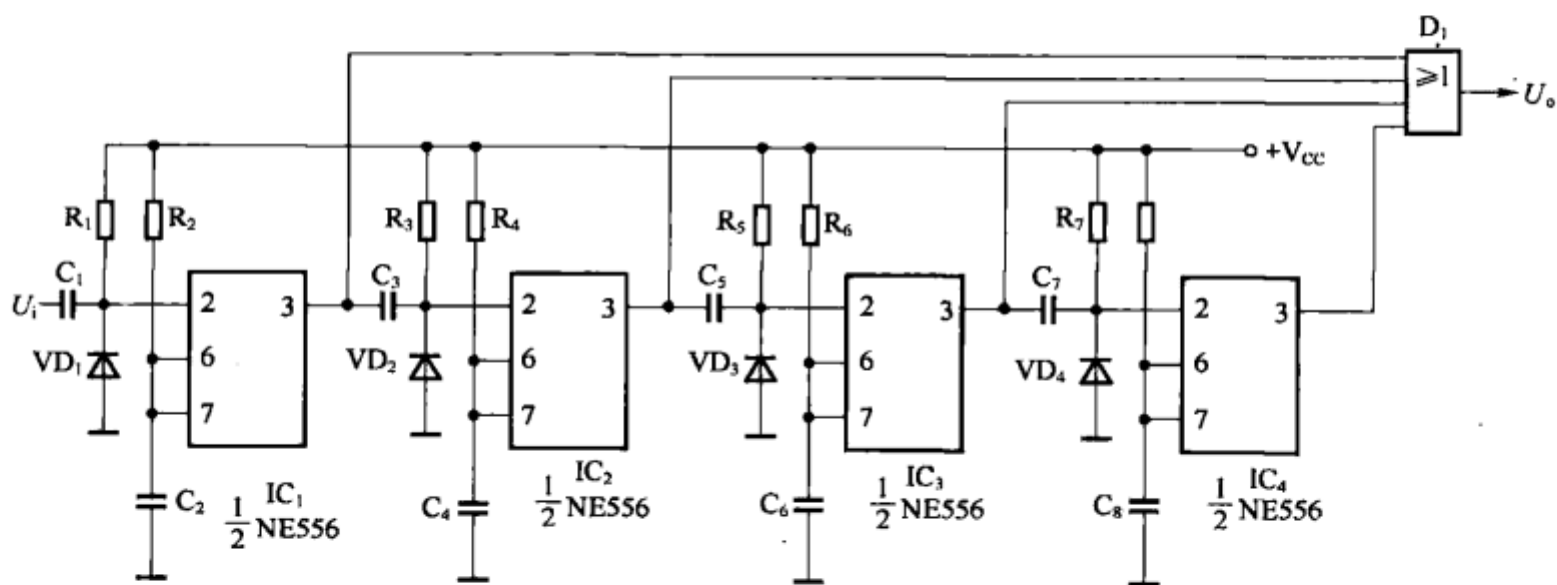 D₁
≥1
Uₒ
+V_CC
R₁ R₂ R₃ R₄ R₅ R₆ R₇
Uᵢ C₁ 2 3 C₃ 2 3 C₅ 2 3 C₇ 2 3
VD₁ 6 VD₂ 6 VD₃ 6 VD₄ 6
7 7 7 7
C₂ IC₁ C₄ IC₂ C₆ IC₃ C₈ IC₄
1/2 NE556 1/2 NE556 1/2 NE556 1/2 NE556